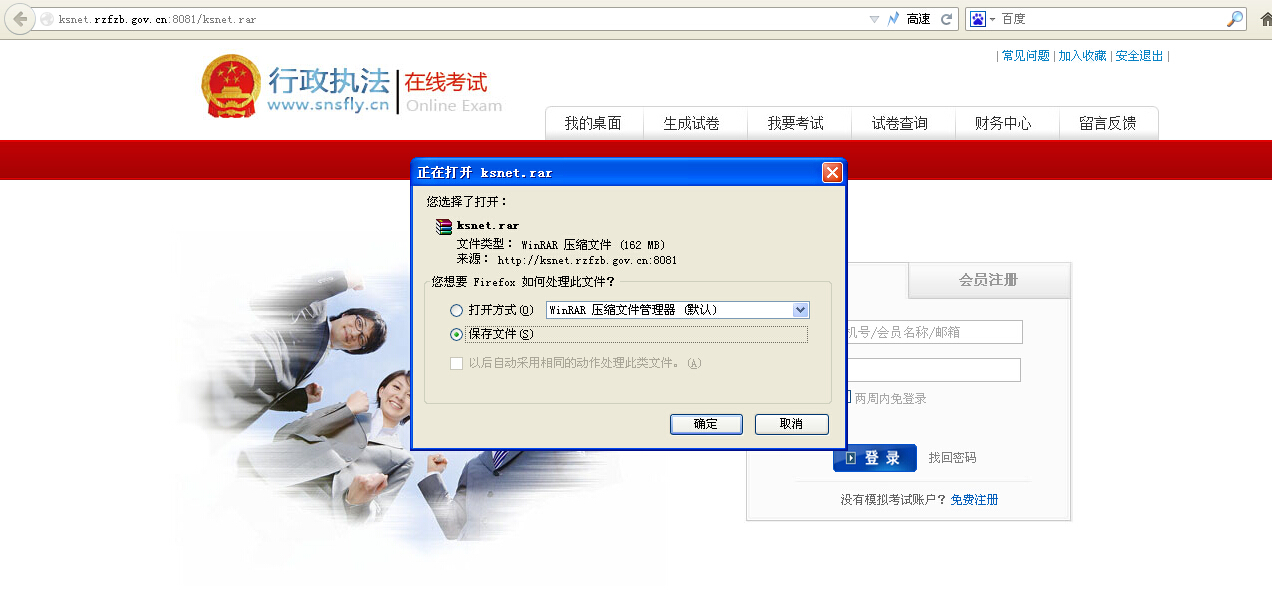 ksnet.rzfzb.gov.cn:8081/ksnet.rar
高速
百度
| 常见问题 | 加入收藏 | 安全退出 |
行政执法
www.snsfly.cn
在线考试
Online Exam
我的桌面
生成试卷
我要考试
试卷查询
财务中心
留言反馈
正在打开 ksnet.rar
您选择了打开：
ksnet.rar
文件类型： WinRAR 压缩文件 (162 MB)
来源： http://ksnet.rzfzb.gov.cn:8081
您想要 Firefox 如何处理此文件？
打开方式(O)
WinRAR 压缩文件管理器 (默认)
保存文件(S)
以后自动采用相同的动作处理此类文件。(A)
确定
取消
会员注册
机号/会员名称/邮箱
两周内免登录
登 录
找回密码
没有模拟考试账户？ 免费注册